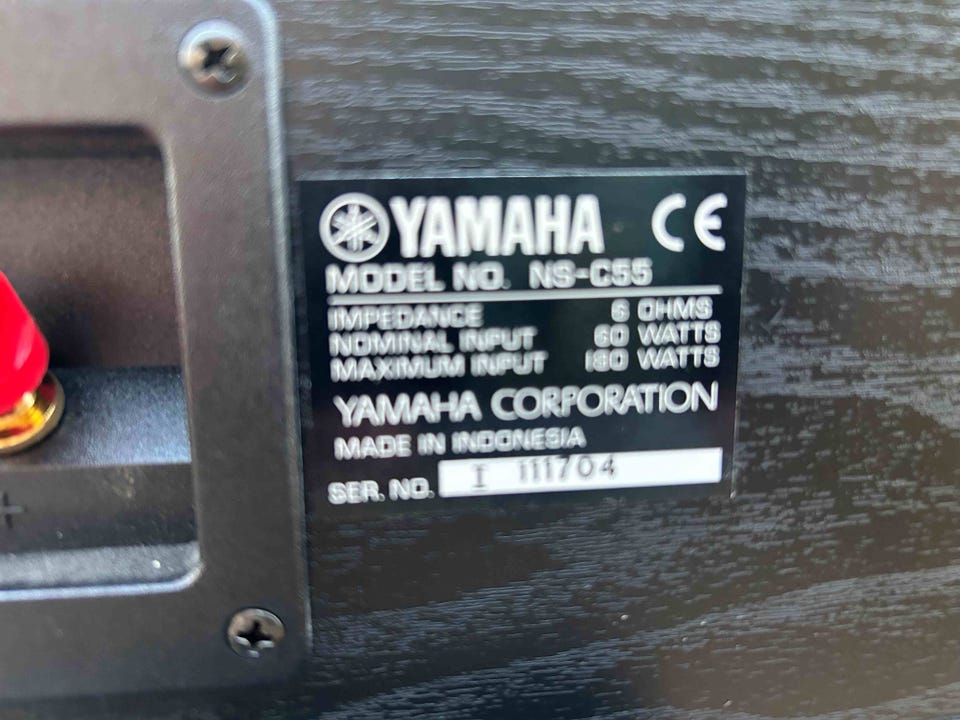 YAMAHA CE
MODEL NO. NS-C55
IMPEDANCE 6 OHMS
NOMINAL INPUT 60 WATTS
MAXIMUM INPUT 180 WATTS
YAMAHA CORPORATION
MADE IN INDONESIA
SER. NO. I 111704
+